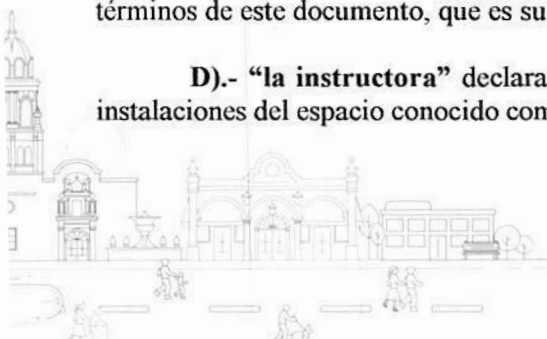 términos de este documento, que es su
D).- “la instructora” declara
instalaciones del espacio conocido com